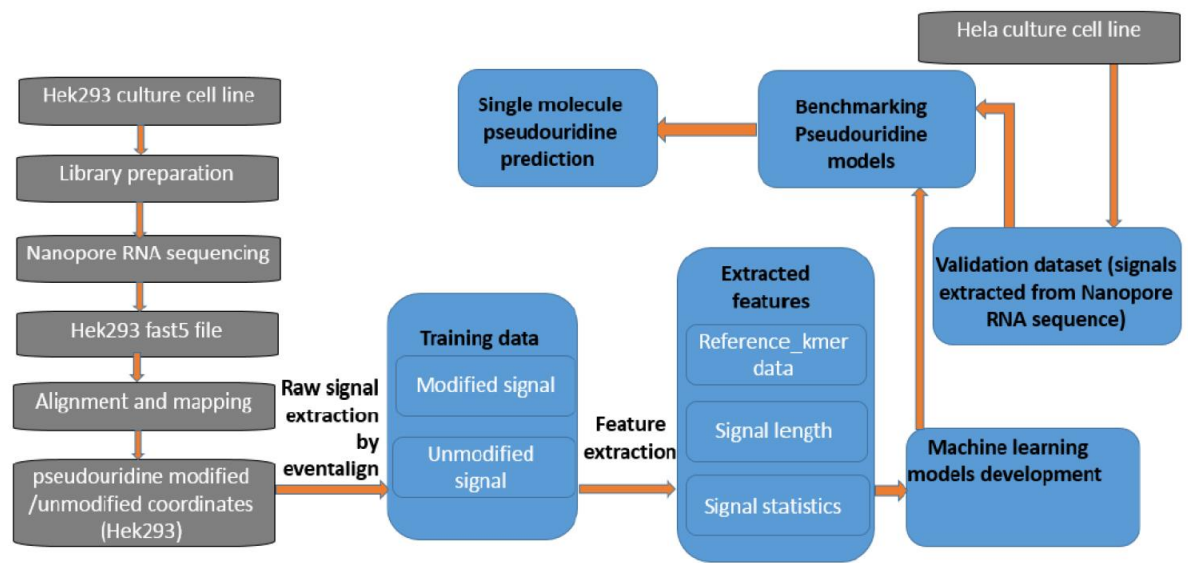 Hek293 culture cell line
Library preparation
Nanopore RNA sequencing
Hek293 fast5 file
Alignment and mapping
pseudouridine modified
/unmodified coordinates
(Hek293)
Raw signal
extraction
by
eventalign
Training data
Modified signal
Unmodified
signal
Feature
extraction
Extracted
features
Reference_kmer
data
Signal length
Signal statistics
Machine learning
models development
Hela culture cell line
Validation dataset (signals
extracted from Nanopore
RNA sequence)
Benchmarking
Pseudouridine
models
Single molecule
pseudouridine
prediction